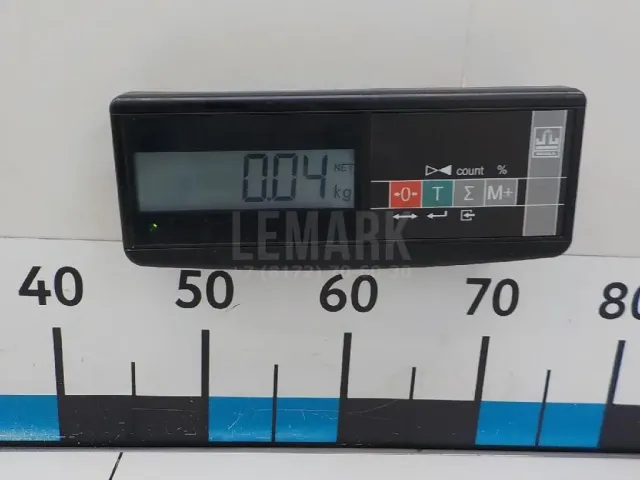 0.04 NET kg
count %
→0← T Σ M+
LEMARK
40 50 60 70 80